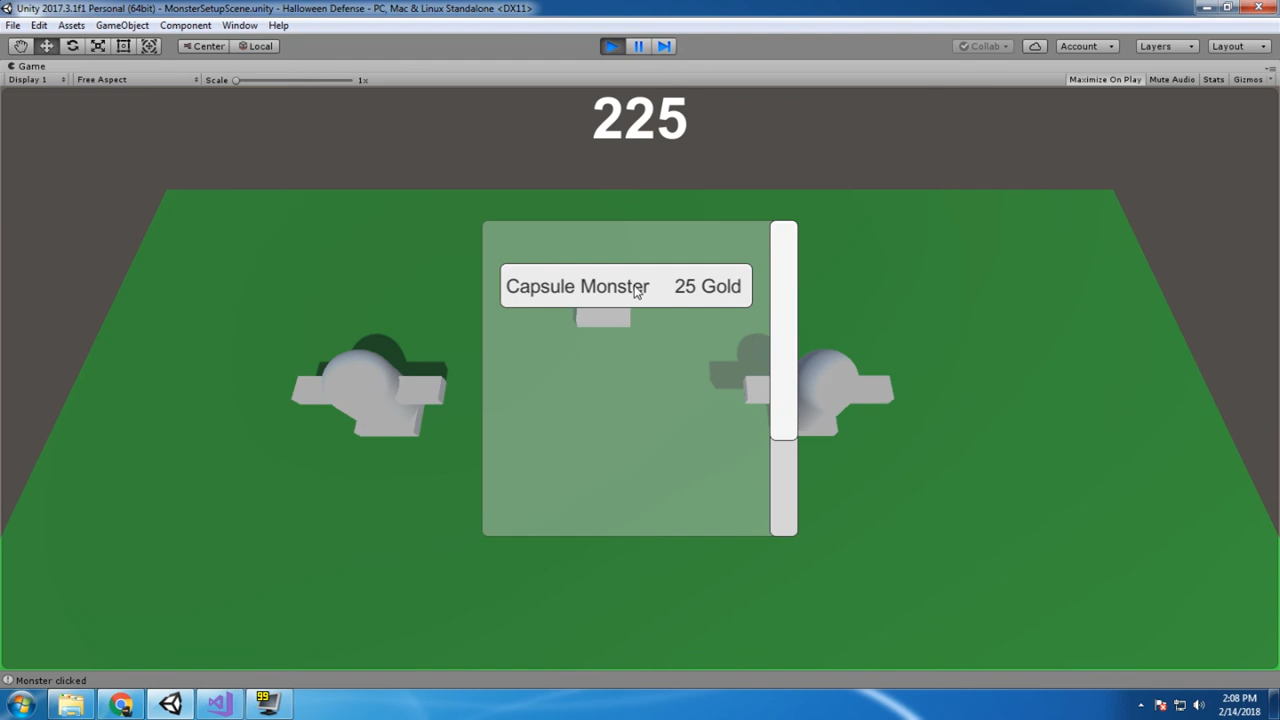 Unity 2017.3.1f1 Personal (64bit) - MonsterSetupScene.unity - Halloween Defense - PC, Mac & Linux Standalone <DX11>
File Edit Assets GameObject Component Window Help
Center Local Collab Account Layers Layout
Game
Display 1 Free Aspect Scale 1x Maximize On Play Mute Audio Stats Gizmos
225
Capsule Monster 25 Gold
Monster clicked
99
2:08 PM
2/14/2018